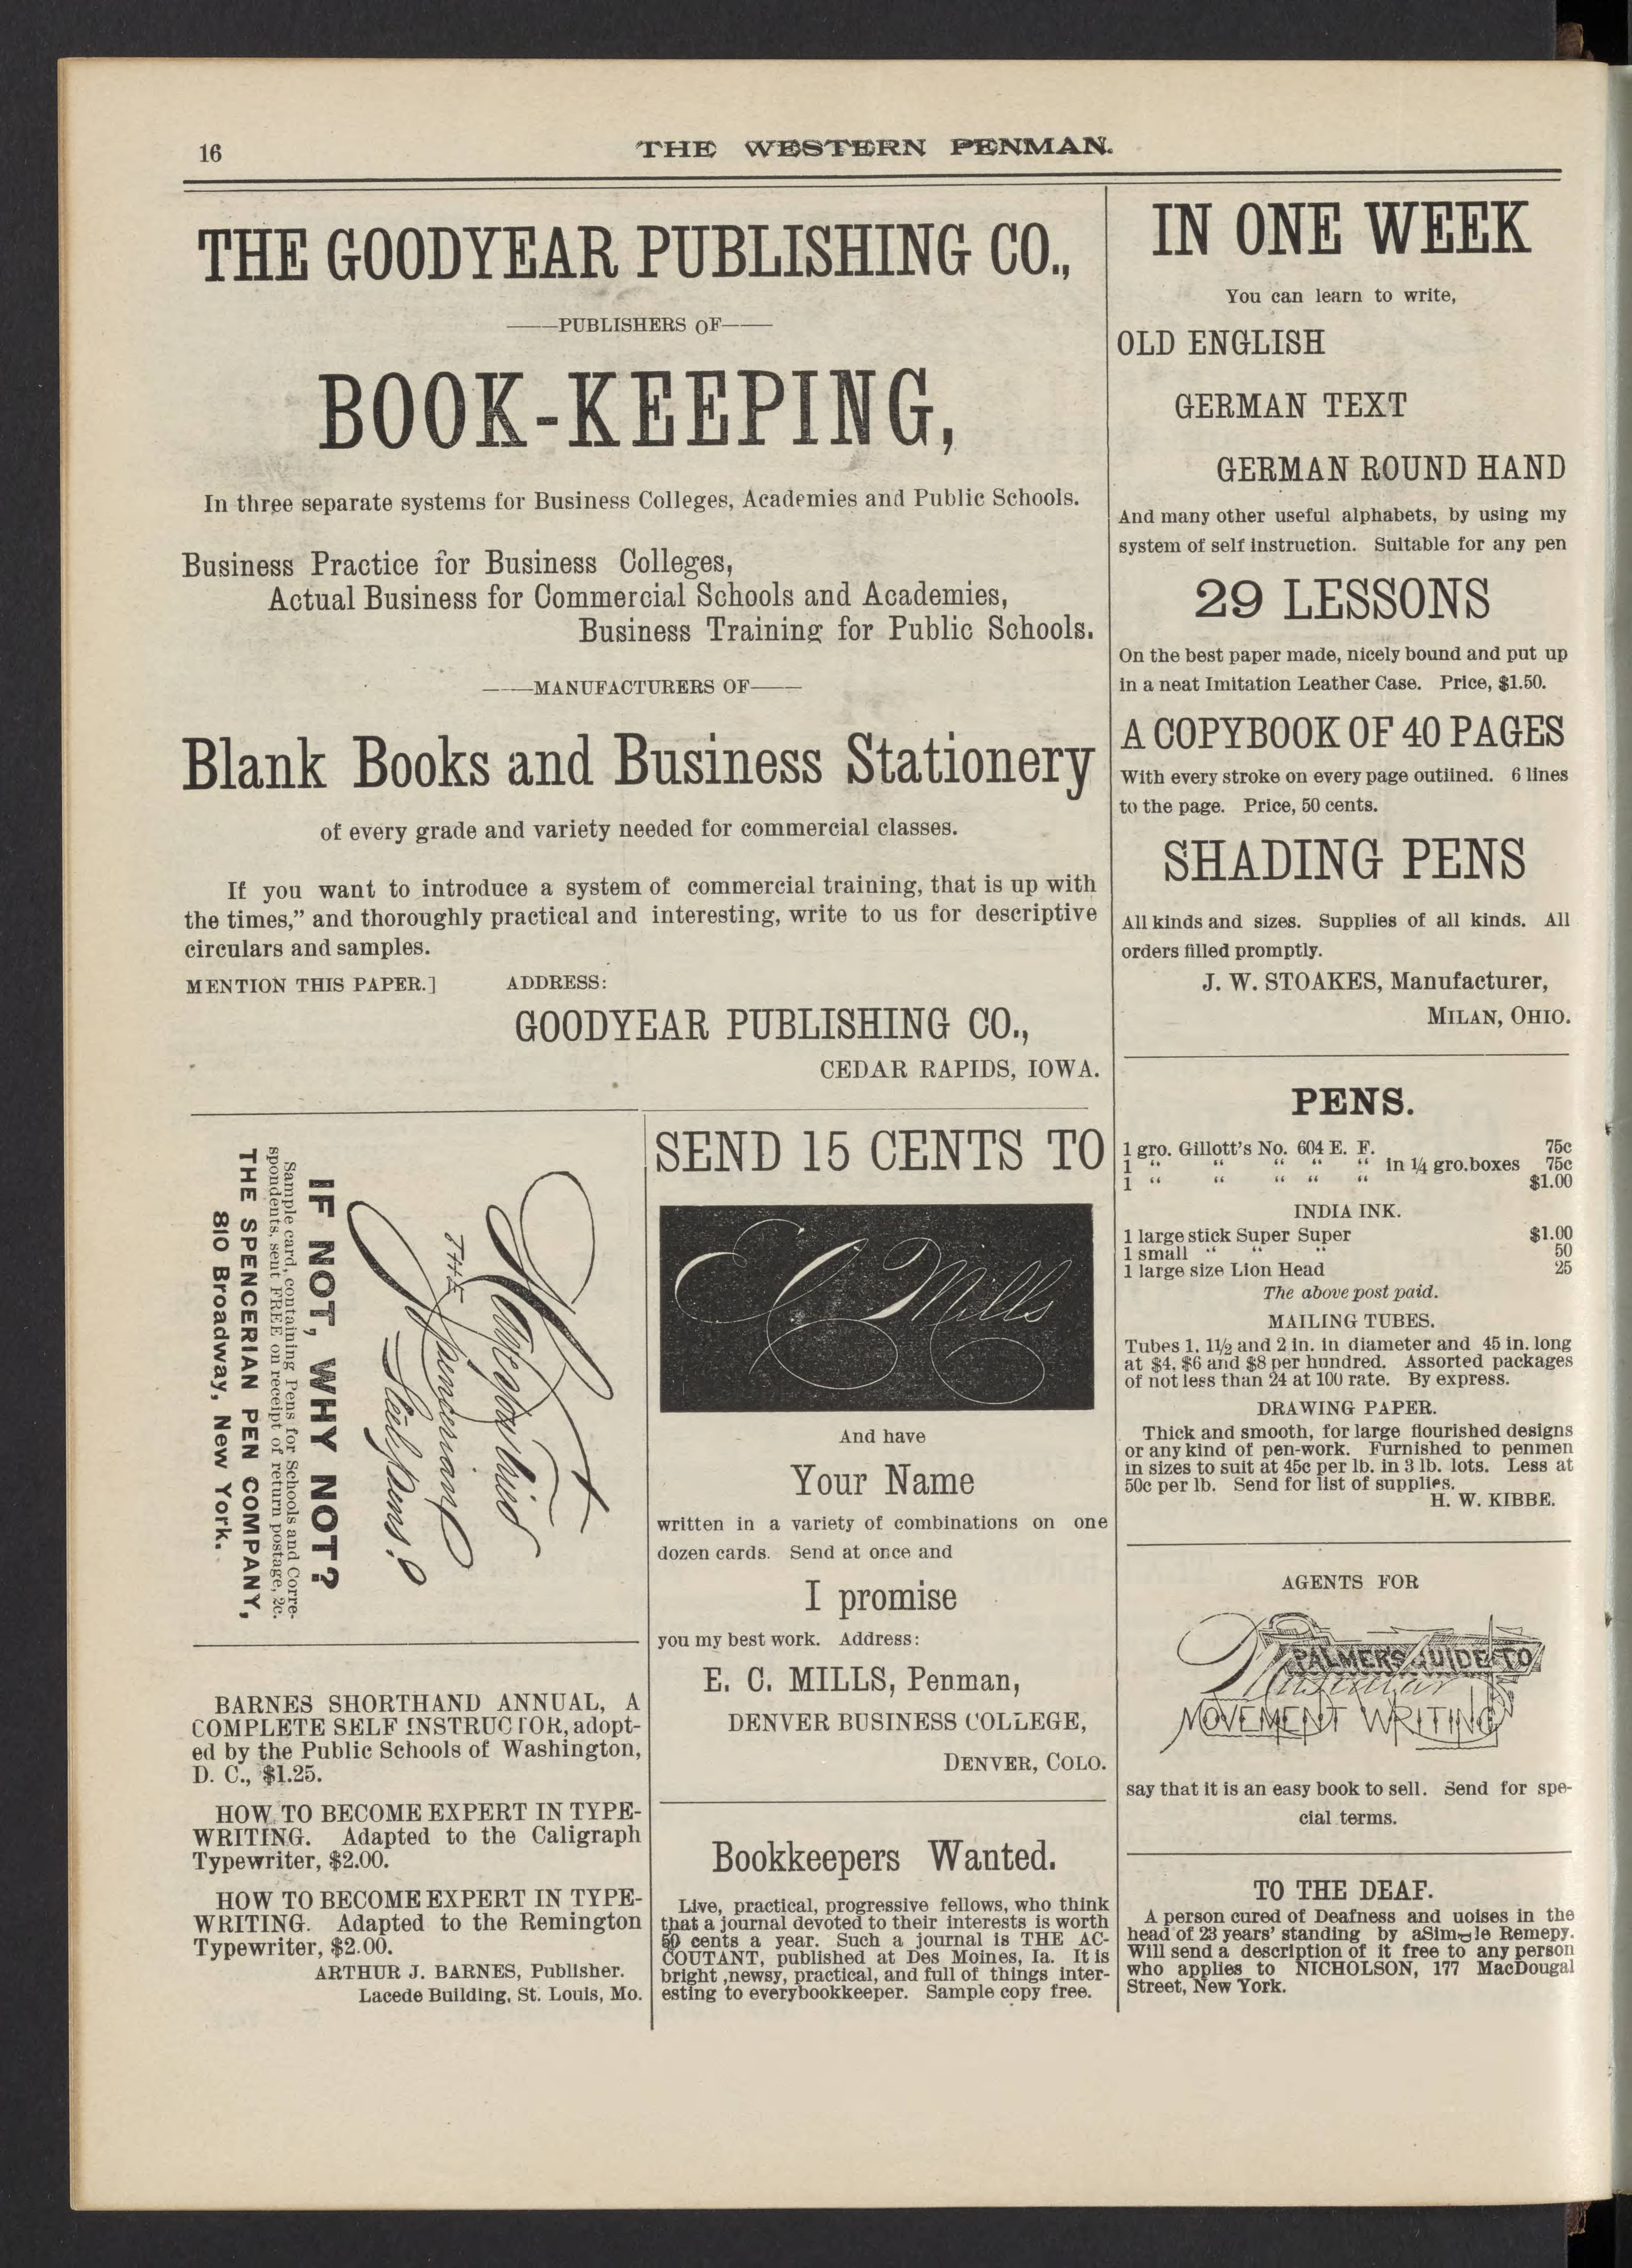 16
THE WESTERN PENMAN.
THE GOODYEAR PUBLISHING CO.,
——PUBLISHERS OF——
BOOK-KEEPING,
In three separate systems for Business Colleges, Academies and Public Schools.
Business Practice for Business Colleges,
Actual Business for Commercial Schools and Academies,
Business Training for Public Schools.
——MANUFACTURERS OF——
Blank Books and Business Stationery
of every grade and variety needed for commercial classes.
If you want to introduce a system of commercial training, that is up with
the times,” and thoroughly practical and interesting, write to us for descriptive
circulars and samples.
MENTION THIS PAPER.] ADDRESS:
GOODYEAR PUBLISHING CO.,
CEDAR RAPIDS, IOWA.
Have you tried
THE
Spencerian
Steel Pens?
IF NOT, WHY NOT?
Sample card, containing Pens for Schools and Corre-
spondents, sent FREE on receipt of return postage, 2c.
THE SPENCERIAN PEN COMPANY,
810 Broadway, New York.
BARNES SHORTHAND ANNUAL, A
COMPLETE SELF INSTRUCTOR, adopt-
ed by the Public Schools of Washington,
D. C., $1.25.
HOW TO BECOME EXPERT IN TYPE-
WRITING. Adapted to the Caligraph
Typewriter, $2.00.
HOW TO BECOME EXPERT IN TYPE-
WRITING. Adapted to the Remington
Typewriter, $2.00.
ARTHUR J. BARNES, Publisher.
Lacede Building, St. Louis, Mo.
SEND 15 CENTS TO
E C Mills
And have
Your Name
written in a variety of combinations on one
dozen cards. Send at once and
I promise
you my best work. Address:
E. C. MILLS, Penman,
DENVER BUSINESS COLLEGE,
DENVER, COLO.
Bookkeepers Wanted.
Live, practical, progressive fellows, who think
that a journal devoted to their interests is worth
50 cents a year. Such a journal is THE AC-
COUTANT, published at Des Moines, Ia. It is
bright ,newsy, practical, and full of things inter-
esting to everybookkeeper. Sample copy free.
IN ONE WEEK
You can learn to write,
OLD ENGLISH
GERMAN TEXT
GERMAN ROUND HAND
And many other useful alphabets, by using my
system of self instruction. Suitable for any pen
29 LESSONS
On the best paper made, nicely bound and put up
in a neat Imitation Leather Case. Price, $1.50.
A COPYBOOK OF 40 PAGES
With every stroke on every page outlined. 6 lines
to the page. Price, 50 cents.
SHADING PENS
All kinds and sizes. Supplies of all kinds. All
orders filled promptly.
J. W. STOAKES, Manufacturer,
MILAN, OHIO.
PENS.
1 gro. Gillott's No. 604 E. F. 75c
1 “ “ “ “ “ in 1/4 gro.boxes 75c
1 “ “ “ “ “ $1.00
INDIA INK.
1 large stick Super Super $1.00
1 small “ “ “ 50
1 large size Lion Head 25
The above post paid.
MAILING TUBES.
Tubes 1, 1 1/2 and 2 in. in diameter and 45 in. long
at $4, $6 and $8 per hundred. Assorted packages
of not less than 24 at 100 rate. By express.
DRAWING PAPER.
Thick and smooth, for large flourished designs
or any kind of pen-work. Furnished to penmen
in sizes to suit at 45c per lb. in 3 lb. lots. Less at
50c per lb. Send for list of supplies.
H. W. KIBBE.
AGENTS FOR
PALMER'S GUIDE TO
Muscular
MOVEMENT WRITING
say that it is an easy book to sell. Send for spe-
cial terms.
TO THE DEAF.
A person cured of Deafness and uoises in the
head of 23 years' standing by aSimple Remepy.
Will send a description of it free to any person
who applies to NICHOLSON, 177 MacDougal
Street, New York.